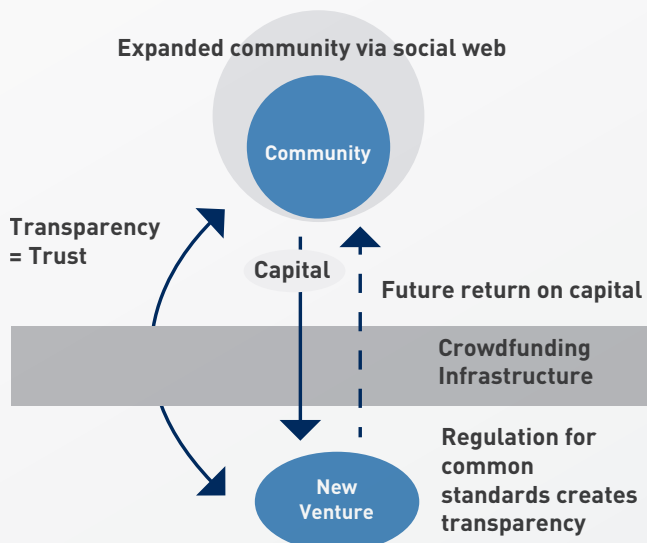 Expanded community via social web
Community
Transparency
= Trust
Capital
Future return on capital
Crowdfunding
Infrastructure
Regulation for
common
standards creates
transparency
New
Venture